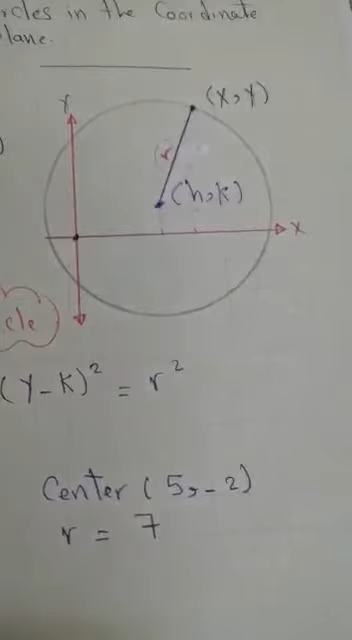 rcles in the Coordinate
lane.
Y
(X,Y)
r
(h,k)
X
cle
(Y-K)² = r²
Center (5,-2)
r = 7